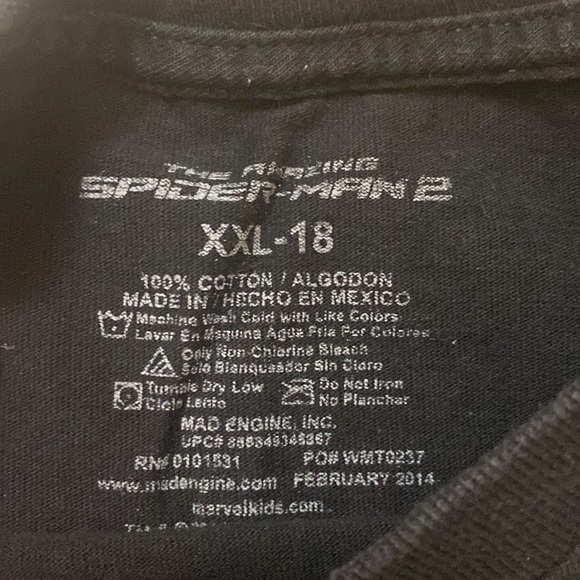 THE AMAZING
SPIDER-MAN 2
XXL-18
100% COTTON / ALGODON
MADE IN / HECHO EN MEXICO
Machine Wash Cold with Like Colors
Lavar En Maquina Agua Fria Por Colores
Only Non-Chlorine Bleach
Solo Blanqueador Sin Cloro
Tumble Dry Low
Ciclo Lento
Do Not Iron
No Planchar
MAD ENGINE, INC.
UPC#
RN# 0101531 PO# WMT0237
www.madengine.com FEBRUARY 2014
marvelkids.com